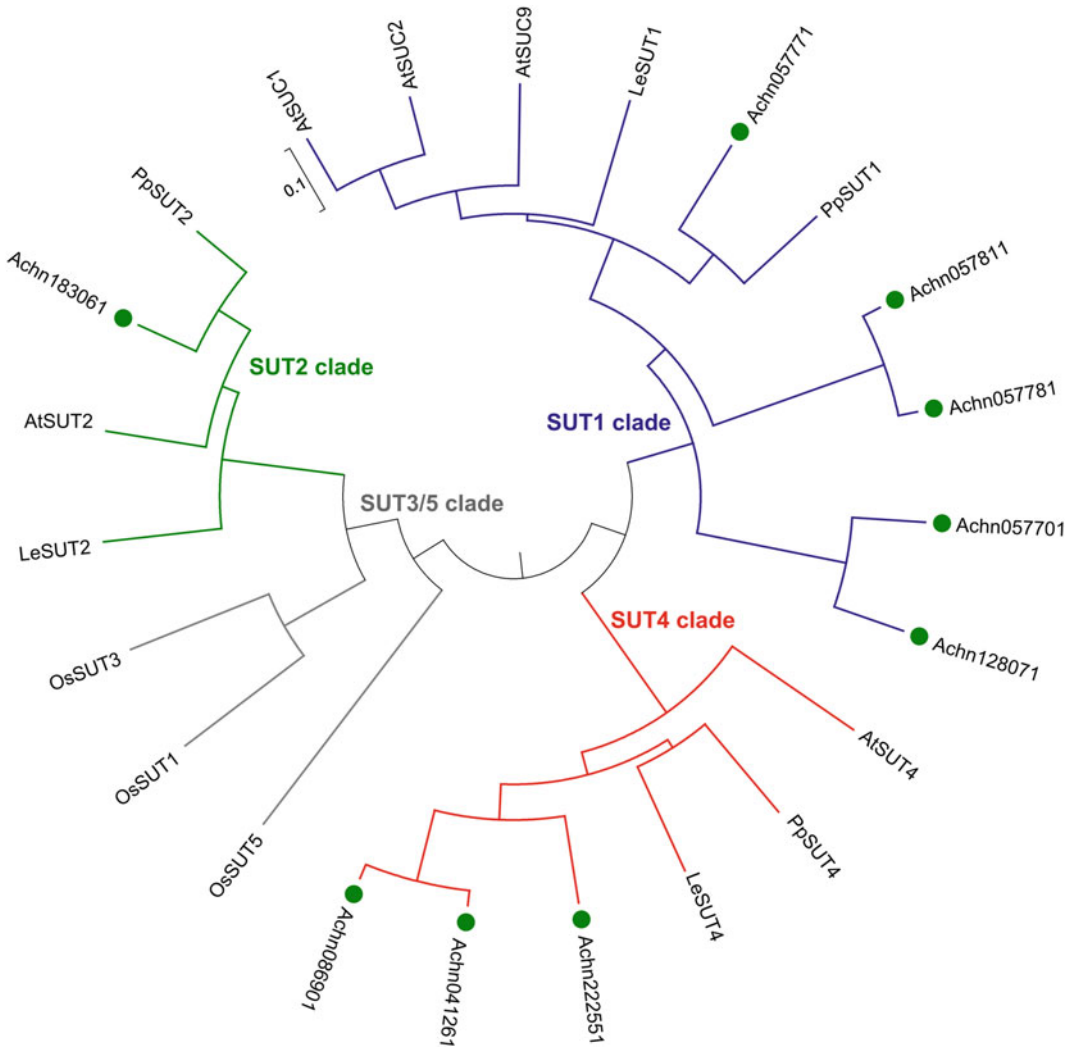 AtSUC1
AtSUC2
AtSUC9
LeSUT1
Achn057771
PpSUT1
Achn057811
Achn057781
Achn057701
Achn128071
AtSUT4
PpSUT4
LeSUT4
Achn222551
Achn041261
Achn086901
OsSUT5
OsSUT1
OsSUT3
LeSUT2
AtSUT2
Achn183061
PpSUT2
0.1
SUT2 clade
SUT1 clade
SUT3/5 clade
SUT4 clade